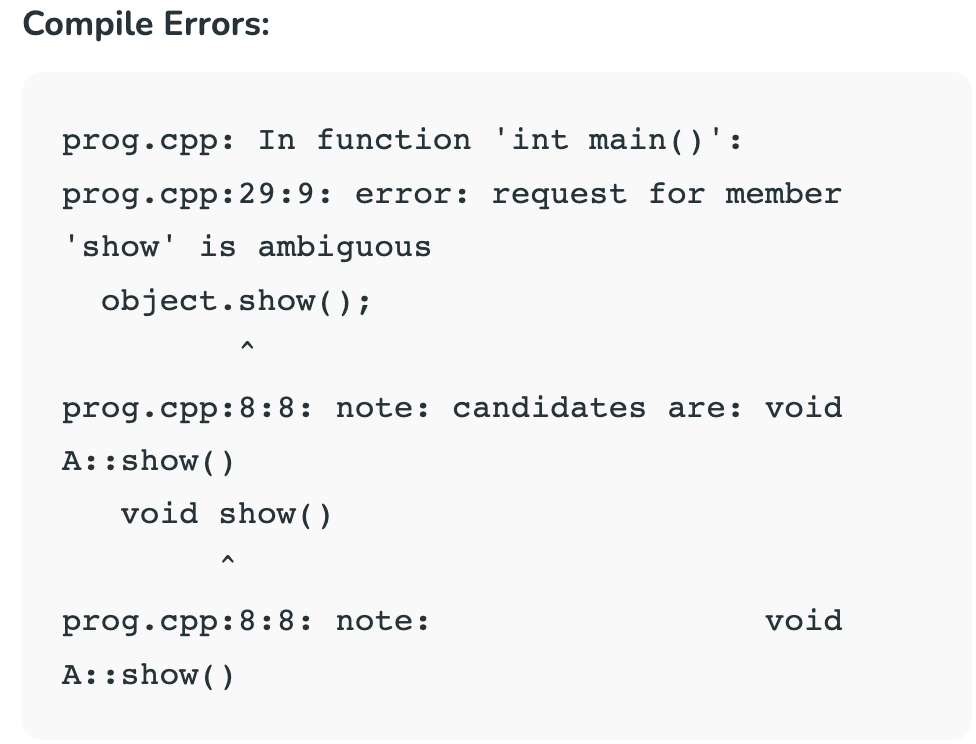 Compile Errors:
prog.cpp: In function 'int main()':
prog.cpp:29:9: error: request for member
'show' is ambiguous
  object.show();
         ^
prog.cpp:8:8: note: candidates are: void
A::show()
   void show()
        ^
prog.cpp:8:8: note:                 void
A::show()